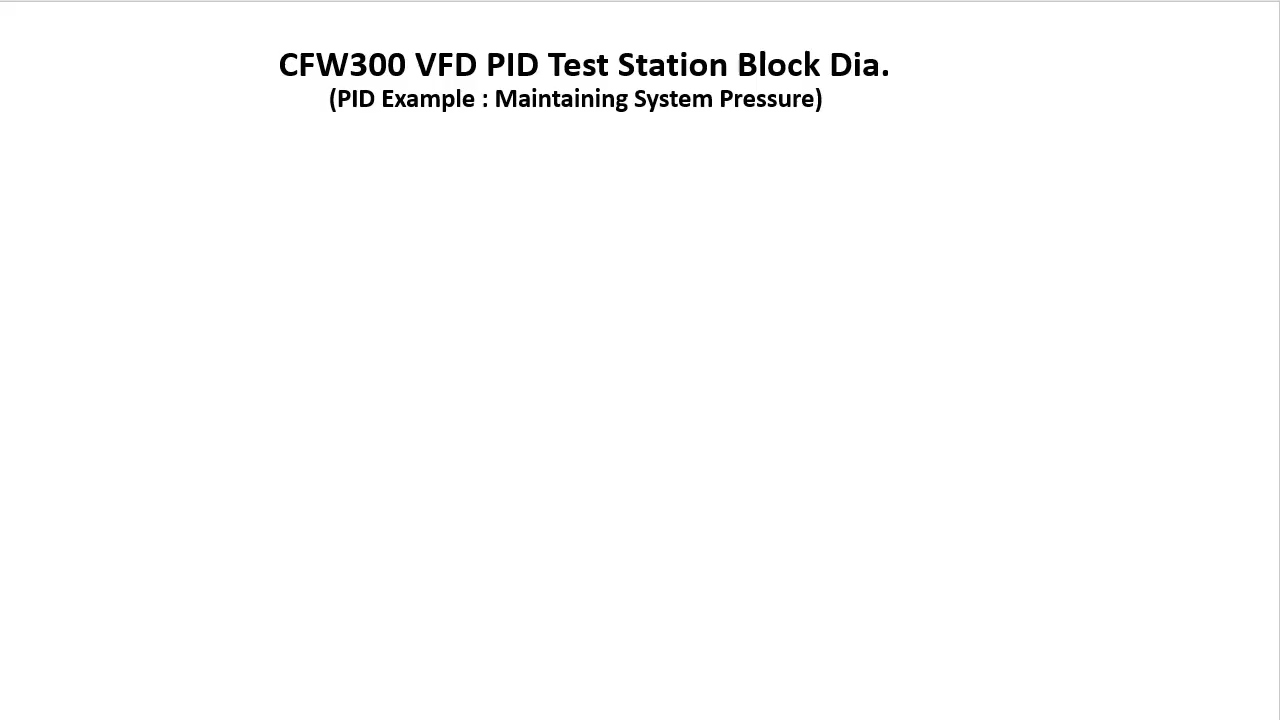 CFW300 VFD PID Test Station Block Dia.
(PID Example : Maintaining System Pressure)